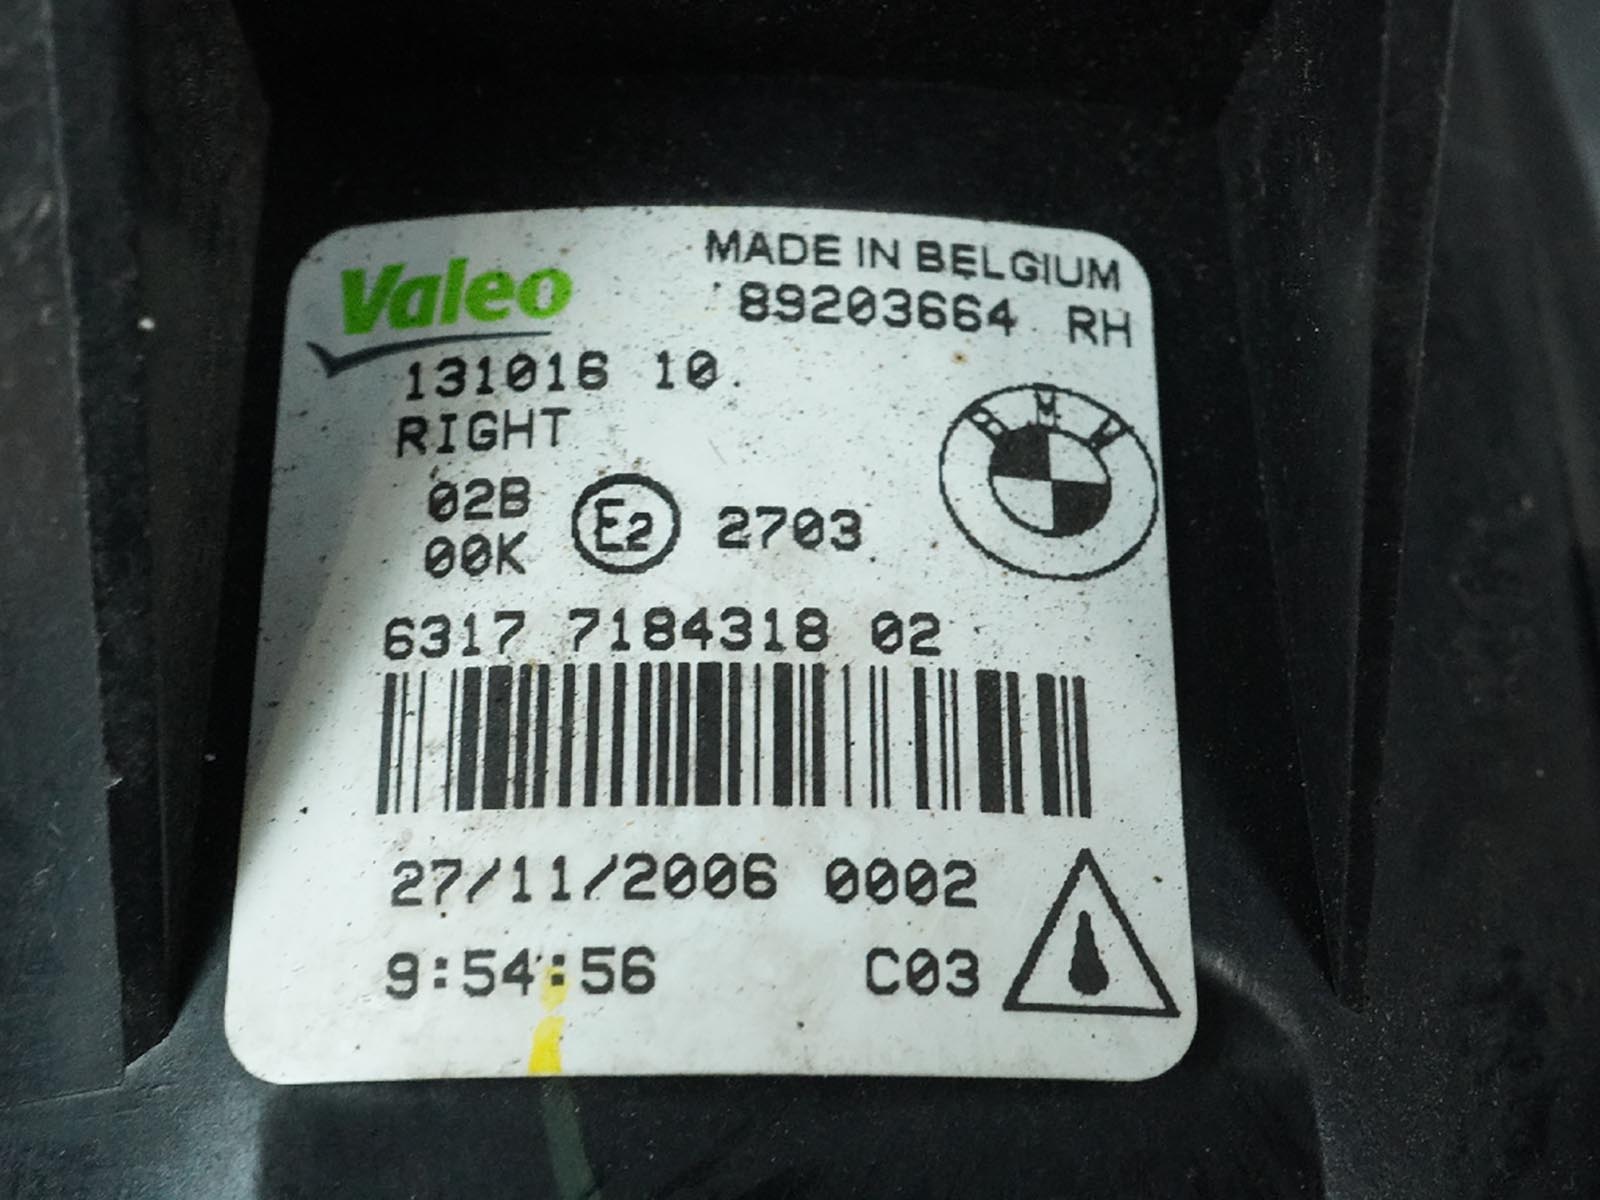 Valeo
MADE IN BELGIUM
89203664 RH
131016 10
RIGHT
BMW
02B
00K
E2 2703
6317 7184318 02
27/11/2006 0002
9:54:56 C03